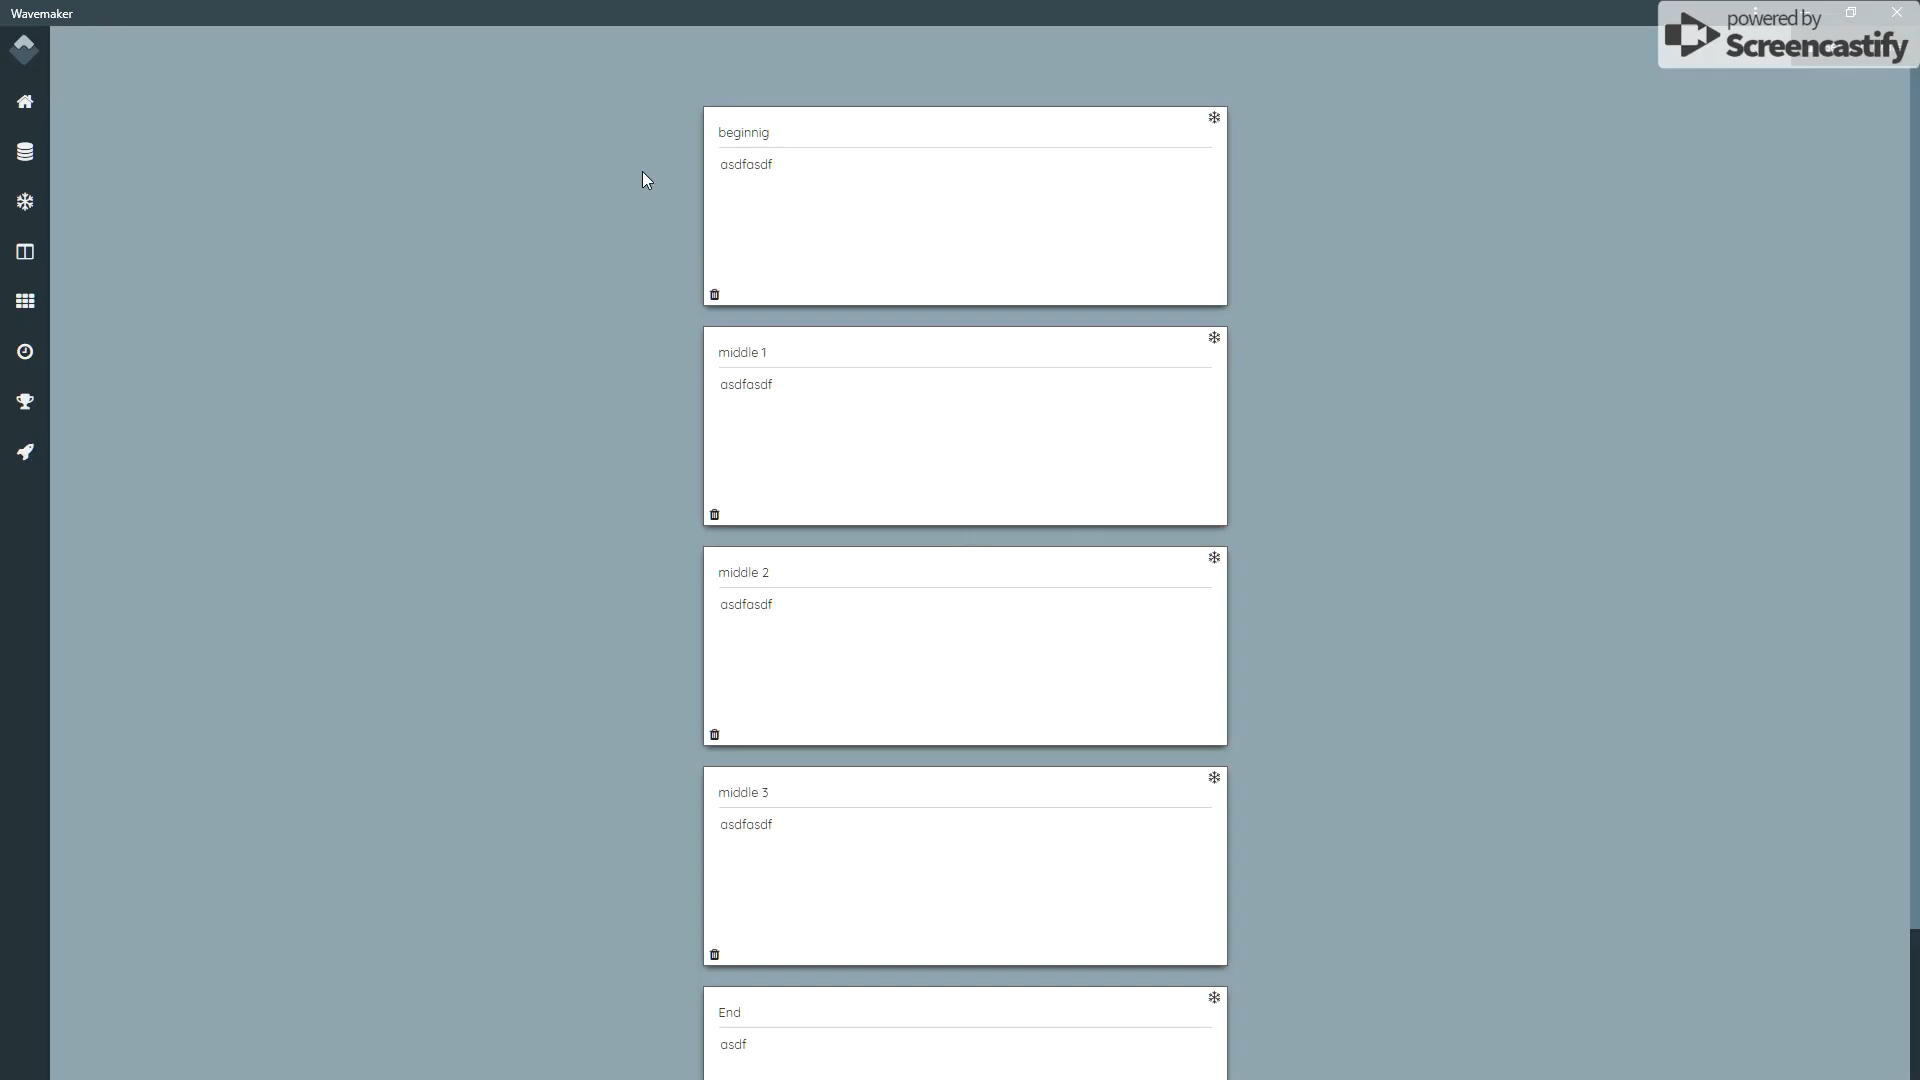 Wavemaker
powered by
Screencastify
beginnig
asdfasdf
middle 1
asdfasdf
middle 2
asdfasdf
middle 3
asdfasdf
End
asdf